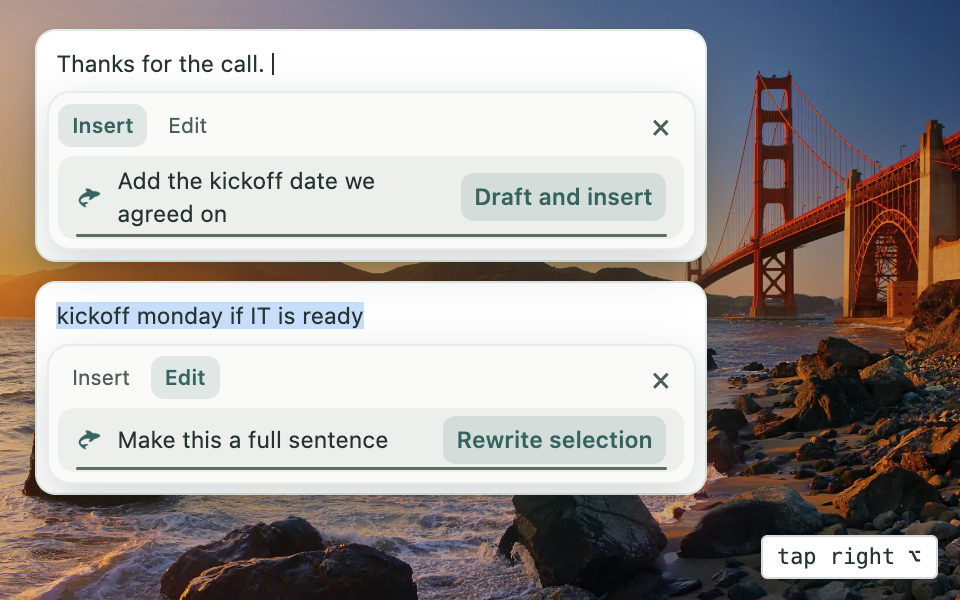 Thanks for the call.
Insert Edit
Add the kickoff date we
agreed on
Draft and insert
kickoff monday if IT is ready
Insert Edit
Make this a full sentence
Rewrite selection
tap right ⌥